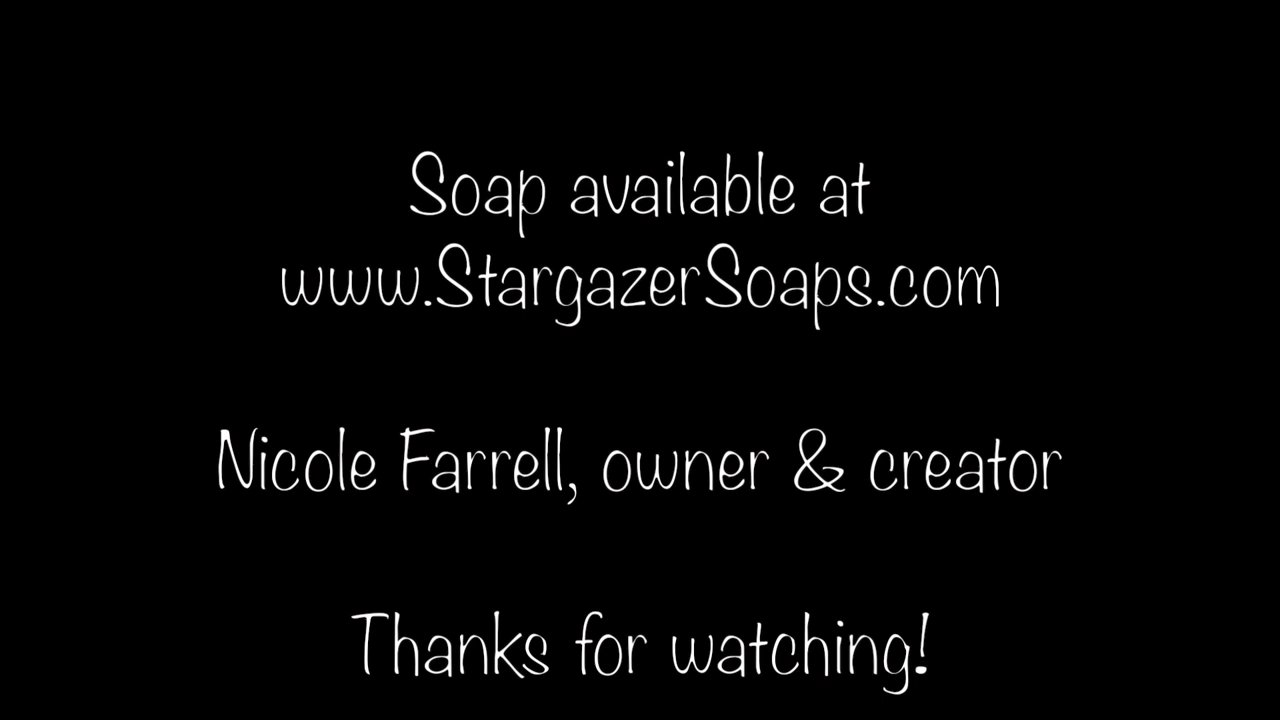 Soap available at
www.StargazerSoaps.com
Nicole Farrell, owner & creator
Thanks for watching!